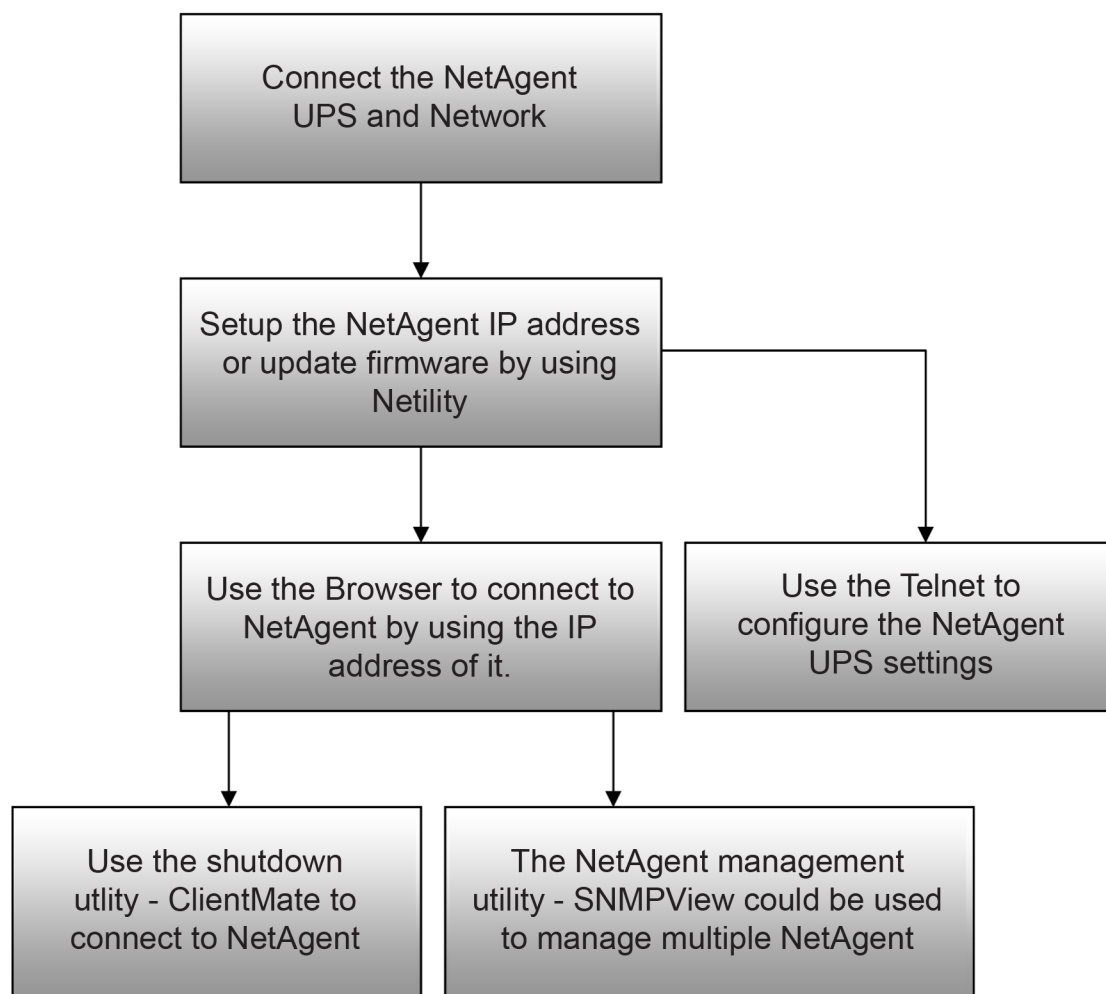 Connect the NetAgent
UPS and Network
Setup the NetAgent IP address
or update firmware by using
Netility
Use the Browser to connect to
NetAgent by using the IP
address of it.
Use the Telnet to
configure the NetAgent
UPS settings
Use the shutdown
utlity - ClientMate to
connect to NetAgent
The NetAgent management
utility - SNMPView could be used
to manage multiple NetAgent